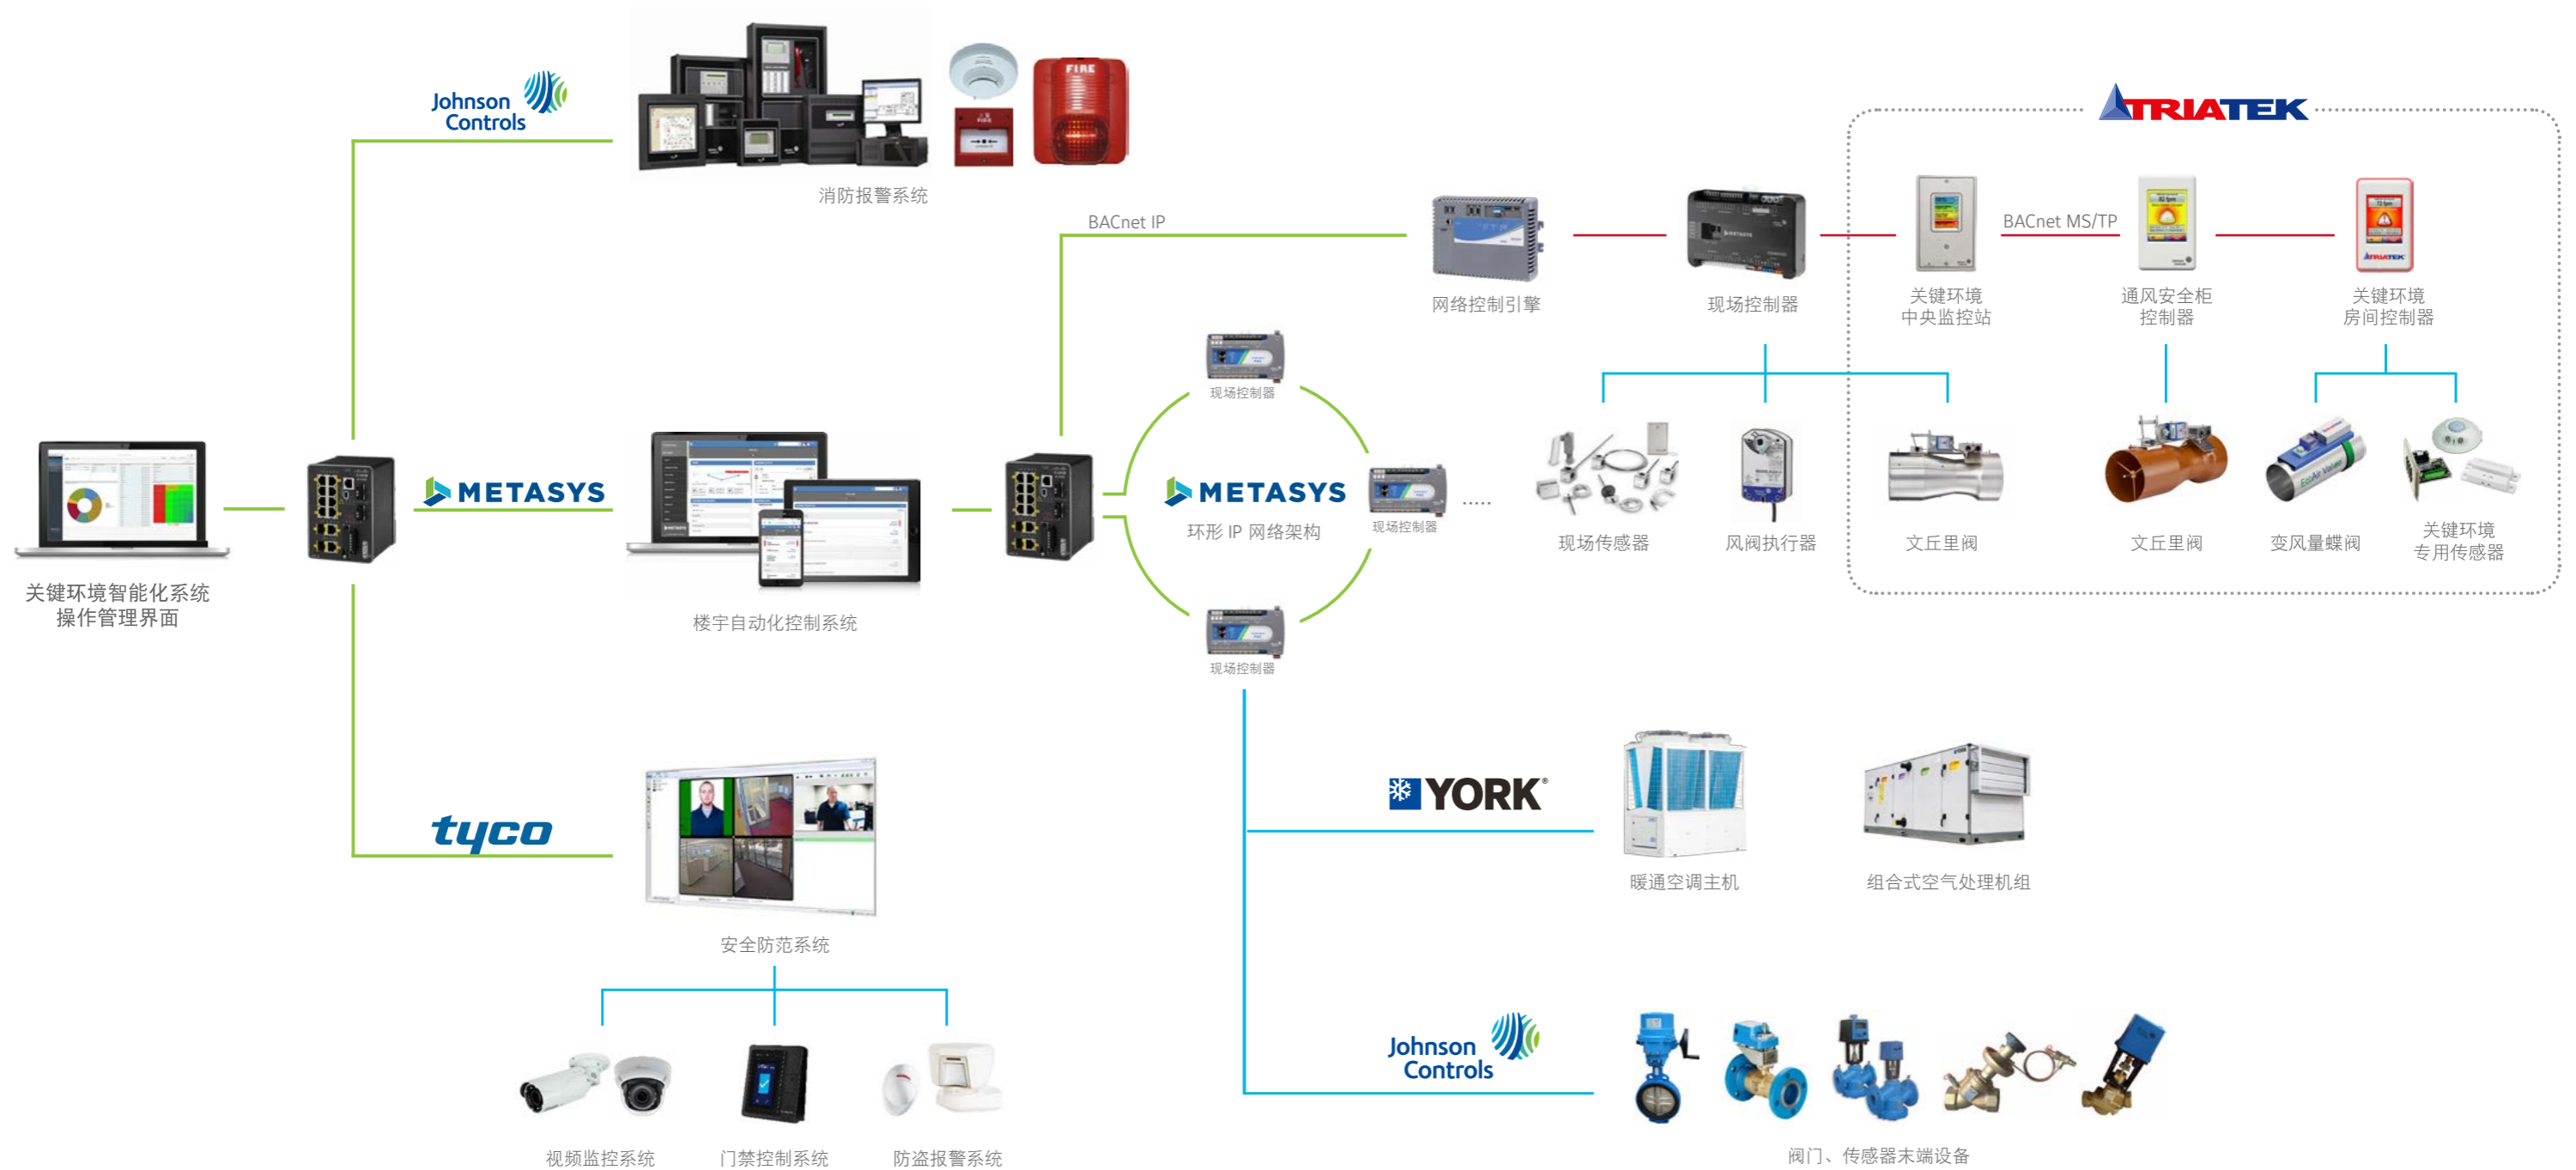 Johnson
Controls
FIRE
消防报警系统
TRIATEK
BACnet IP
BACnet MS/TP
网络控制引擎
现场控制器
关键环境
中央监控站
通风安全柜
控制器
TRIATEK
关键环境
房间控制器
现场控制器
关键环境智能化系统
操作管理界面
METASYS
楼宇自动化控制系统
METASYS
环形 IP 网络架构
现场控制器
......
现场传感器
风阀执行器
文丘里阀
文丘里阀
EcoAir Valve
变风量蝶阀
关键环境
专用传感器
现场控制器
tyco
安全防范系统
YORK®
暖通空调主机
组合式空气处理机组
视频监控系统
门禁控制系统
防盗报警系统
Johnson
Controls
阀门、传感器末端设备